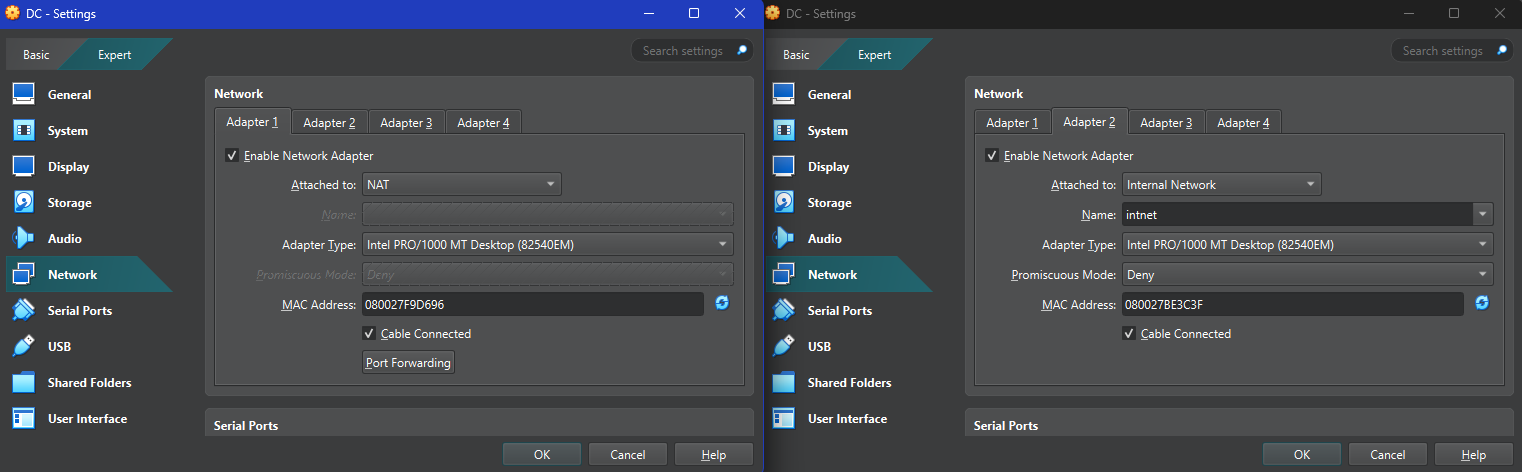 DC - Settings
Basic
Expert
Search settings
General
System
Display
Storage
Audio
Network
Serial Ports
USB
Shared Folders
User Interface
Network
Adapter 1
Adapter 2
Adapter 3
Adapter 4
Enable Network Adapter
Attached to: NAT
Name:
Adapter Type: Intel PRO/1000 MT Desktop (82540EM)
Promiscuous Mode: Deny
MAC Address: 080027F9D696
Cable Connected
Port Forwarding
Serial Ports
OK
Cancel
Help
DC - Settings
Basic
Expert
Search settings
General
System
Display
Storage
Audio
Network
Serial Ports
USB
Shared Folders
User Interface
Network
Adapter 1
Adapter 2
Adapter 3
Adapter 4
Enable Network Adapter
Attached to: Internal Network
Name: intnet
Adapter Type: Intel PRO/1000 MT Desktop (82540EM)
Promiscuous Mode: Deny
MAC Address: 080027BE3C3F
Cable Connected
Serial Ports
OK
Cancel
Help